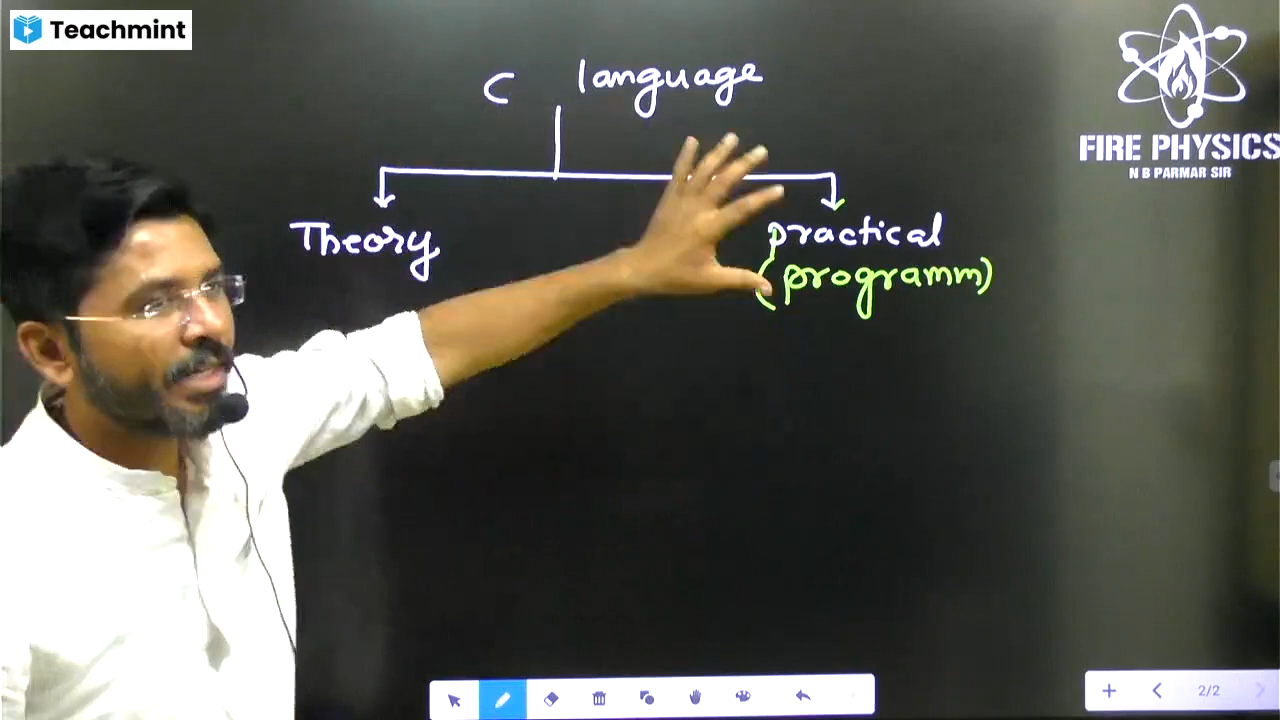 Teachmint
C language
FIRE PHYSICS
N B PARMAR SIR
Theory
practical
(programm)
2/2